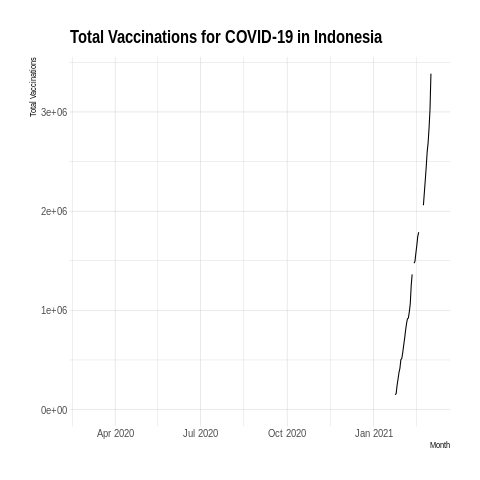 Total Vaccinations for COVID-19 in Indonesia
Total Vaccinations
3e+06
2e+06
1e+06
0e+00
Apr 2020 Jul 2020 Oct 2020 Jan 2021
Month